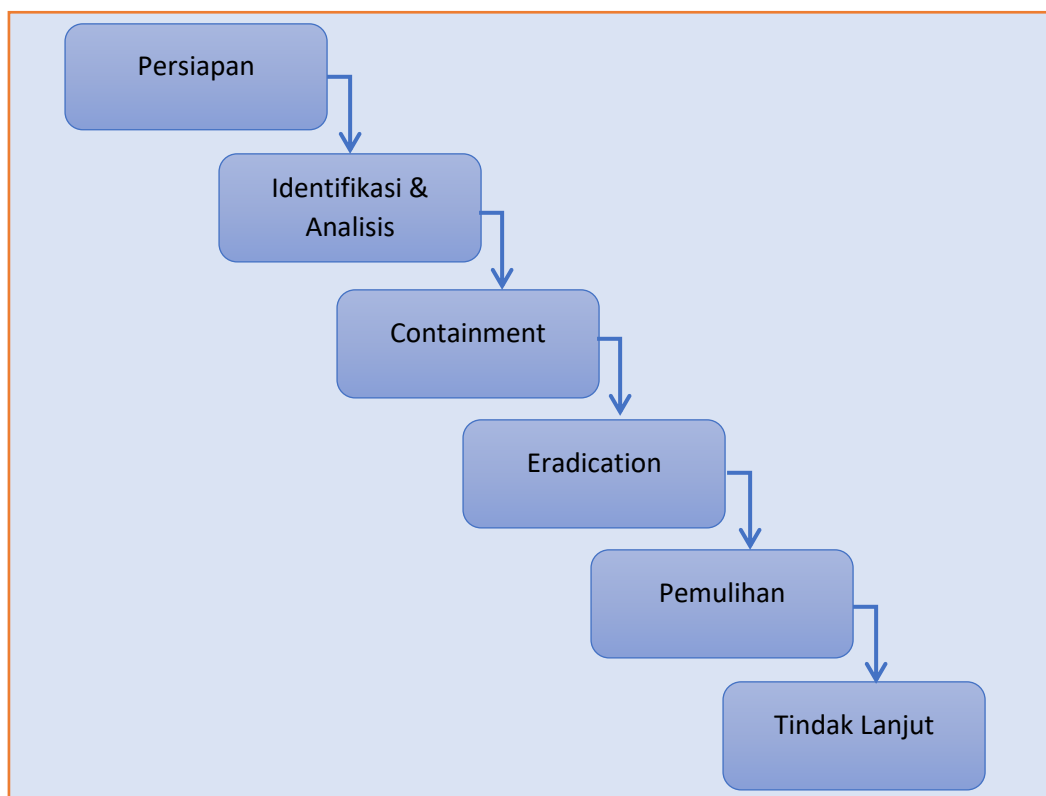 Persiapan
Identifikasi &
Analisis
Containment
Eradication
Pemulihan
Tindak Lanjut